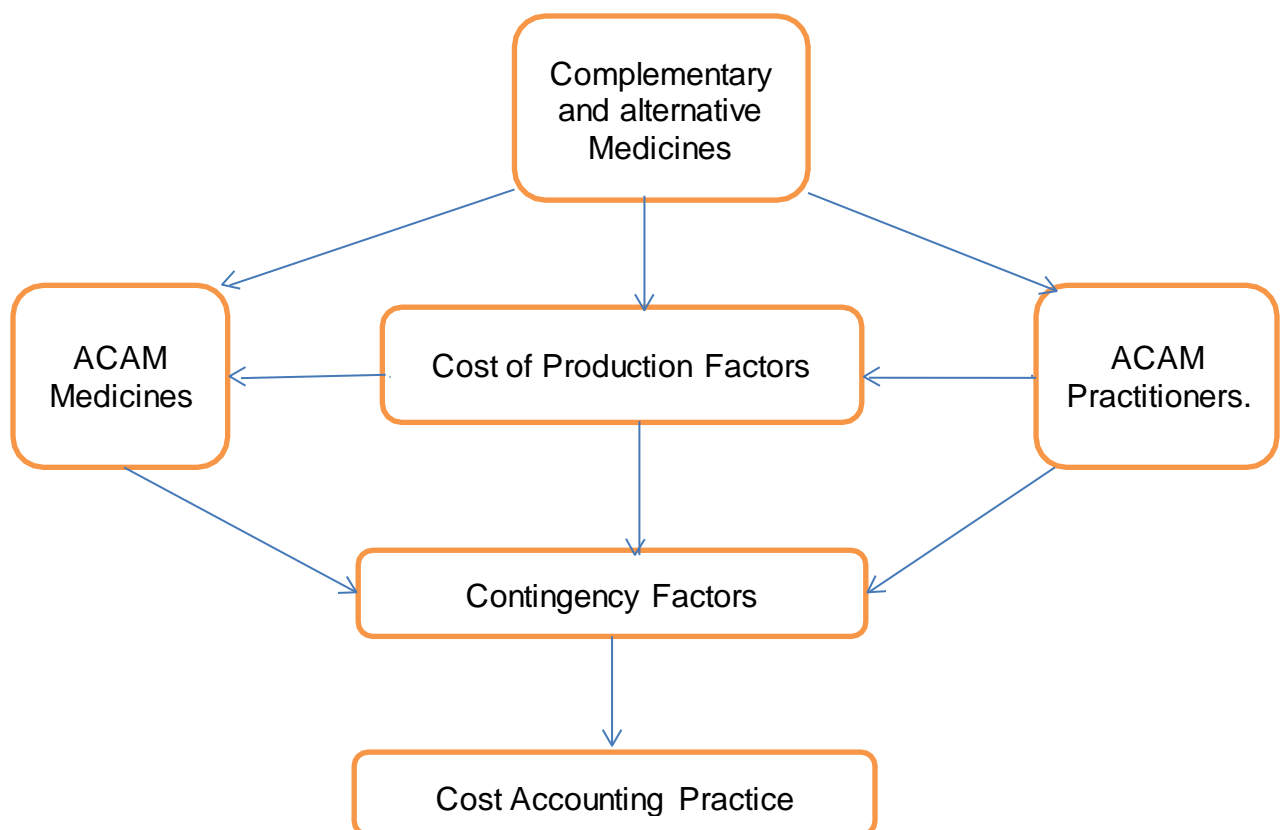 Complementary
and alternative
Medicines
ACAM
Medicines
Cost of Production Factors
ACAM
Practitioners.
Contingency Factors
Cost Accounting Practice